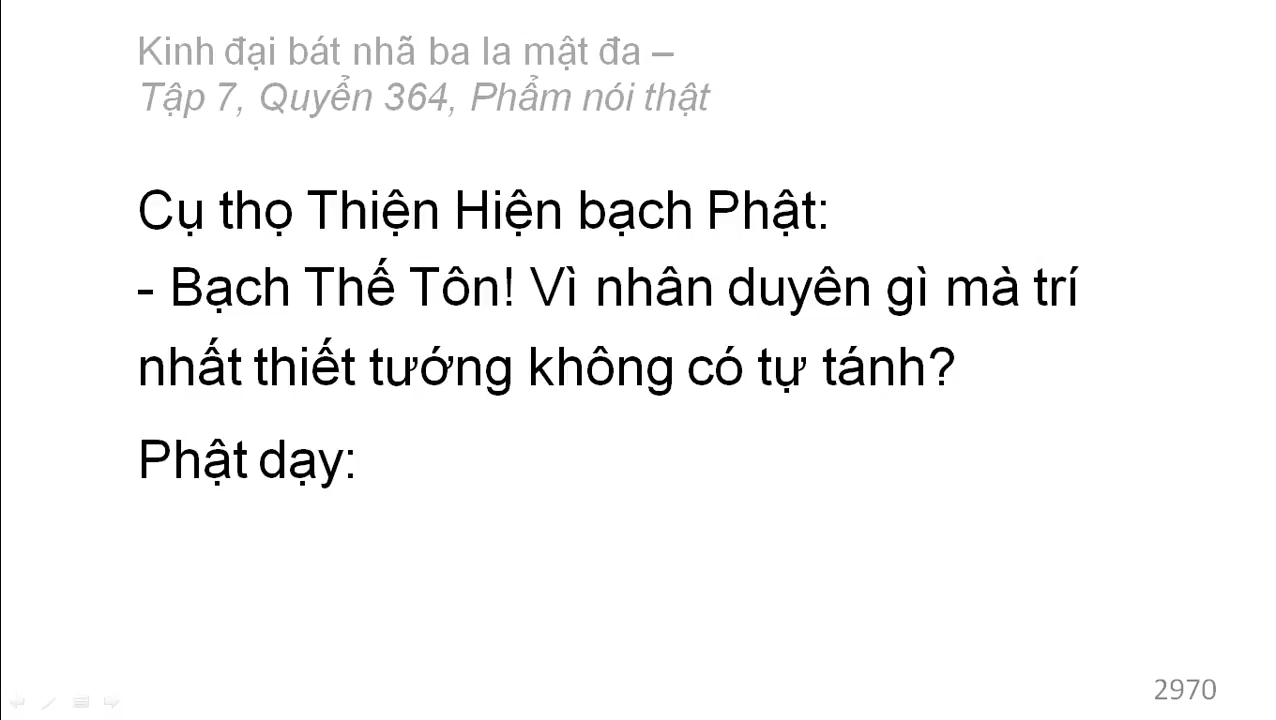 Kinh đại bát nhã ba la mật đa –
Tập 7, Quyển 364, Phẩm nói thật
Cụ thọ Thiện Hiện bạch Phật:
- Bạch Thế Tôn! Vì nhân duyên gì mà trí
nhất thiết tướng không có tự tánh?
Phật dạy:
2970